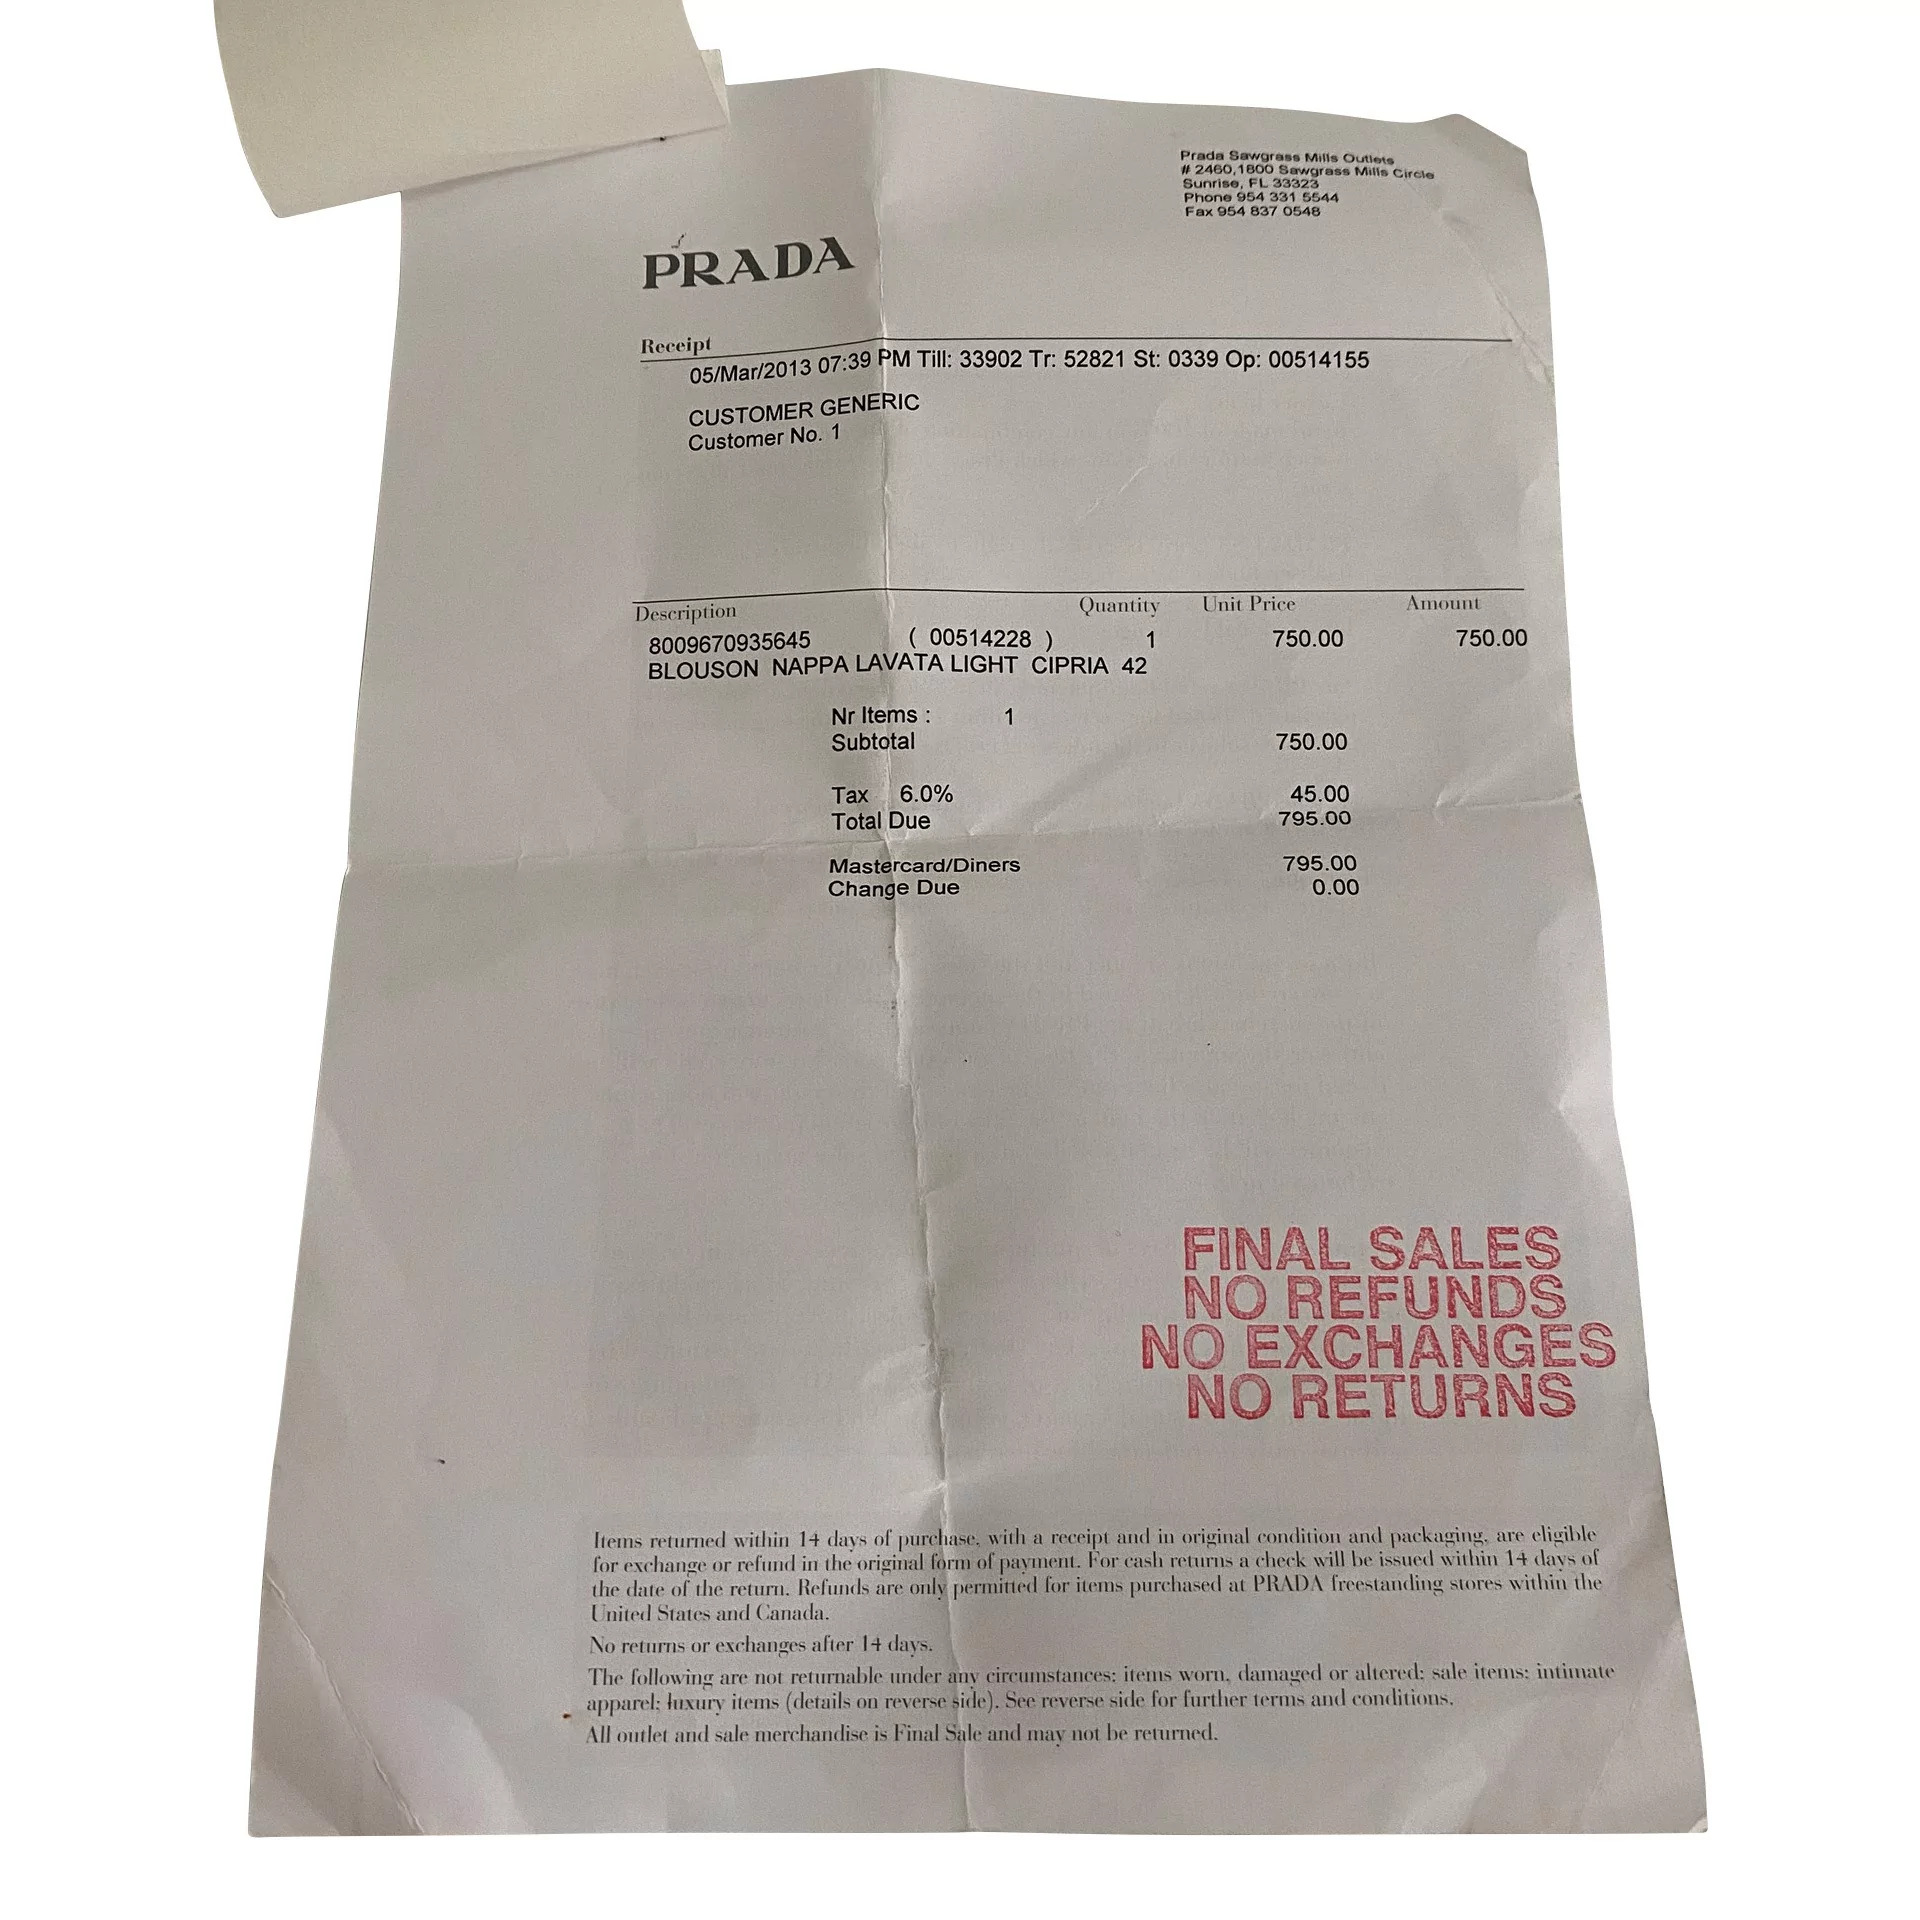 Prada Sawgrass Mills Outlets
# 2460,1800 Sawgrass Mills Circle
Sunrise, FL 33323
Phone 954 331 5544
Fax 954 837 0548
PRADA
Receipt
05/Mar/2013 07:39 PM Till: 33902 Tr: 52821 St: 0339 Op: 00514155
CUSTOMER GENERIC
Customer No. 1
Description Quantity Unit Price Amount
8009670935645 ( 00514228 ) 1 750.00 750.00
BLOUSON NAPPA LAVATA LIGHT CIPRIA 42
Nr Items : 1
Subtotal 750.00
Tax 6.0% 45.00
Total Due 795.00
Mastercard/Diners 795.00
Change Due 0.00
FINAL SALES
NO REFUNDS
NO EXCHANGES
NO RETURNS
Items returned within 14 days of purchase, with a receipt and in original condition and packaging, are eligible
for exchange or refund in the original form of payment. For cash returns a check will be issued within 14 days of
the date of the return. Refunds are only permitted for items purchased at PRADA freestanding stores within the
United States and Canada.
No returns or exchanges after 14 days.
The following are not returnable under any circumstances: items worn, damaged or altered; sale items; intimate
apparel; luxury items (details on reverse side). See reverse side for further terms and conditions.
All outlet and sale merchandise is Final Sale and may not be returned.